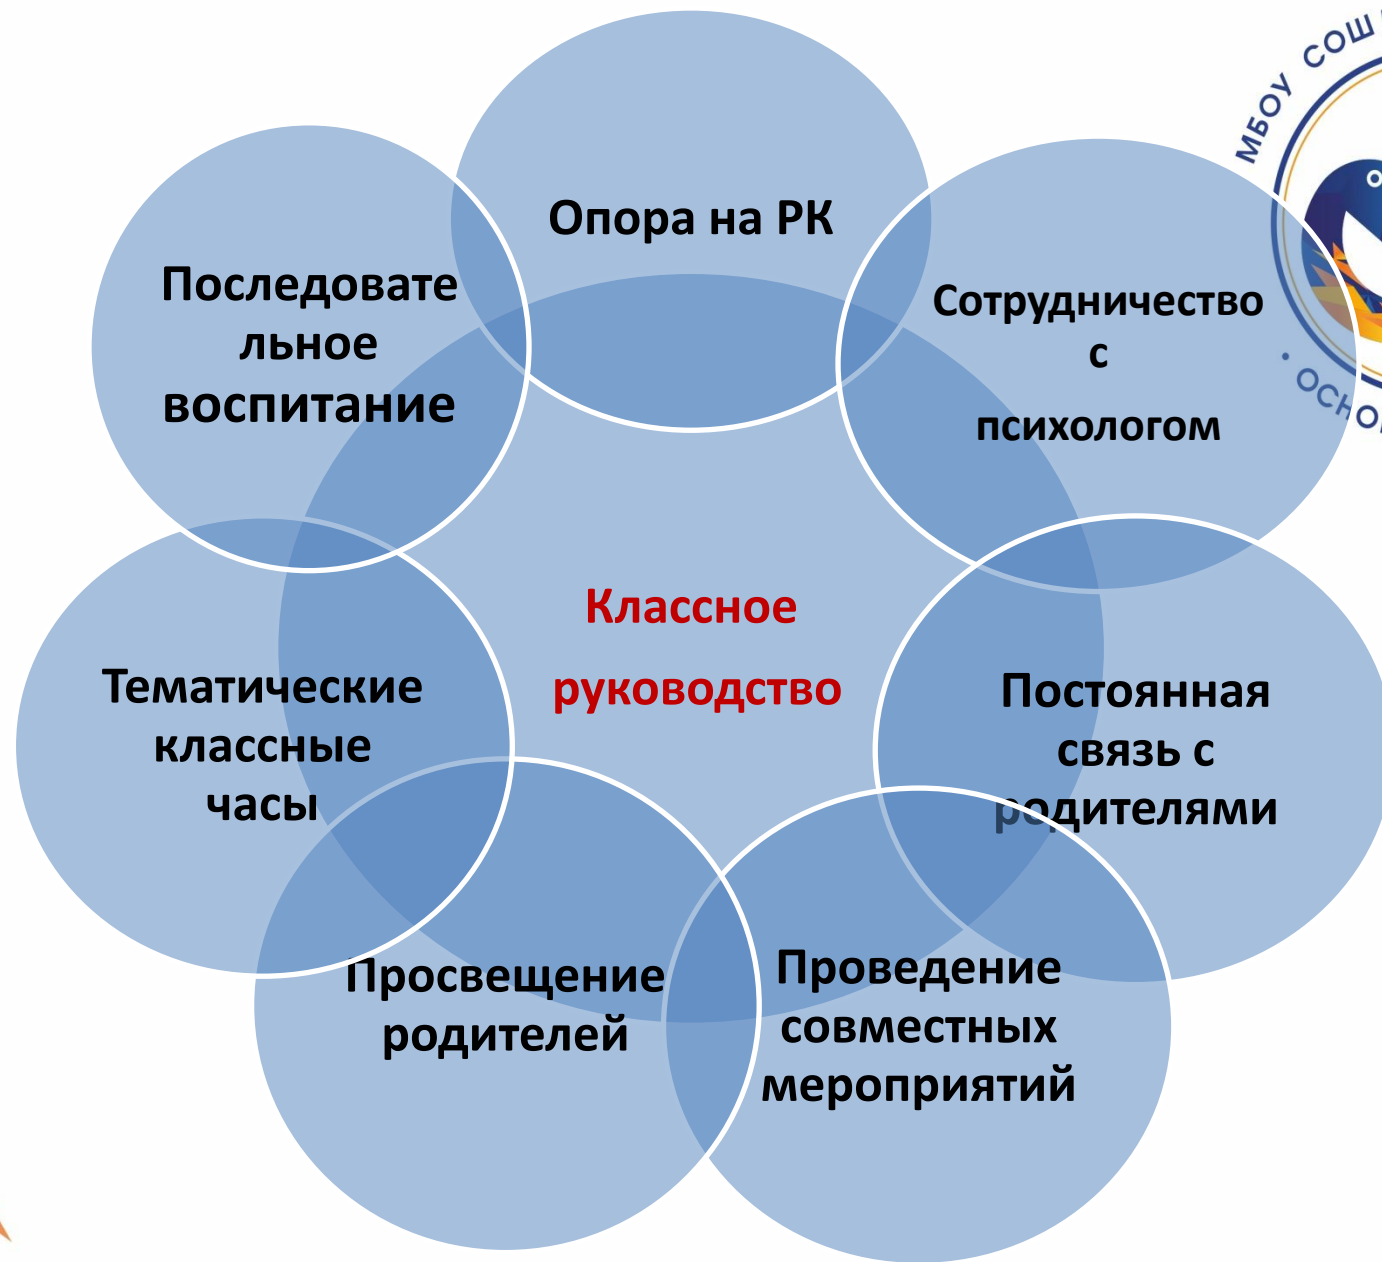 МБОУ СОШ
Опора на РК
Последовате
льное
воспитание
Сотрудничество
с
психологом
Классное
руководство
Тематические
классные
часы
Постоянная
связь с
родителями
Просвещение
родителей
Проведение
совместных
мероприятий